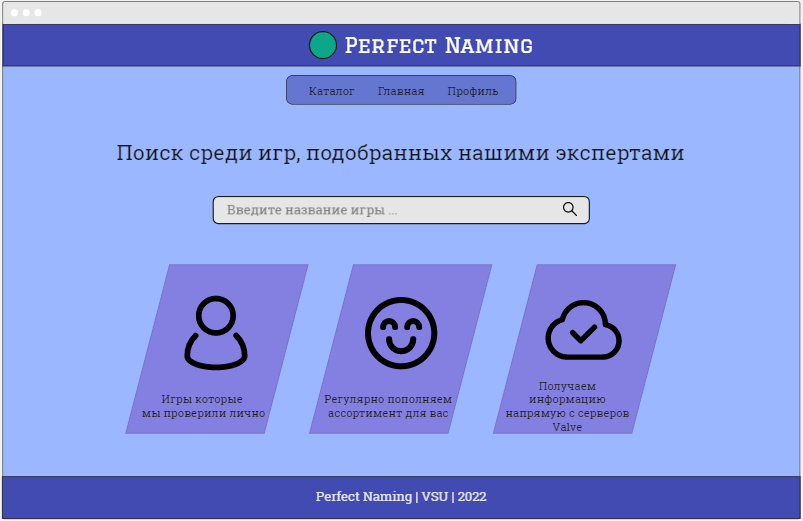 Perfect Naming
Каталог Главная Профиль
Поиск среди игр, подобранных нашими экспертами
Введите название игры ...
Игры которые
мы проверили лично
Регулярно пополняем
ассортимент для вас
Получаем
информацию
напрямую с серверов
Valve
Perfect Naming | VSU | 2022